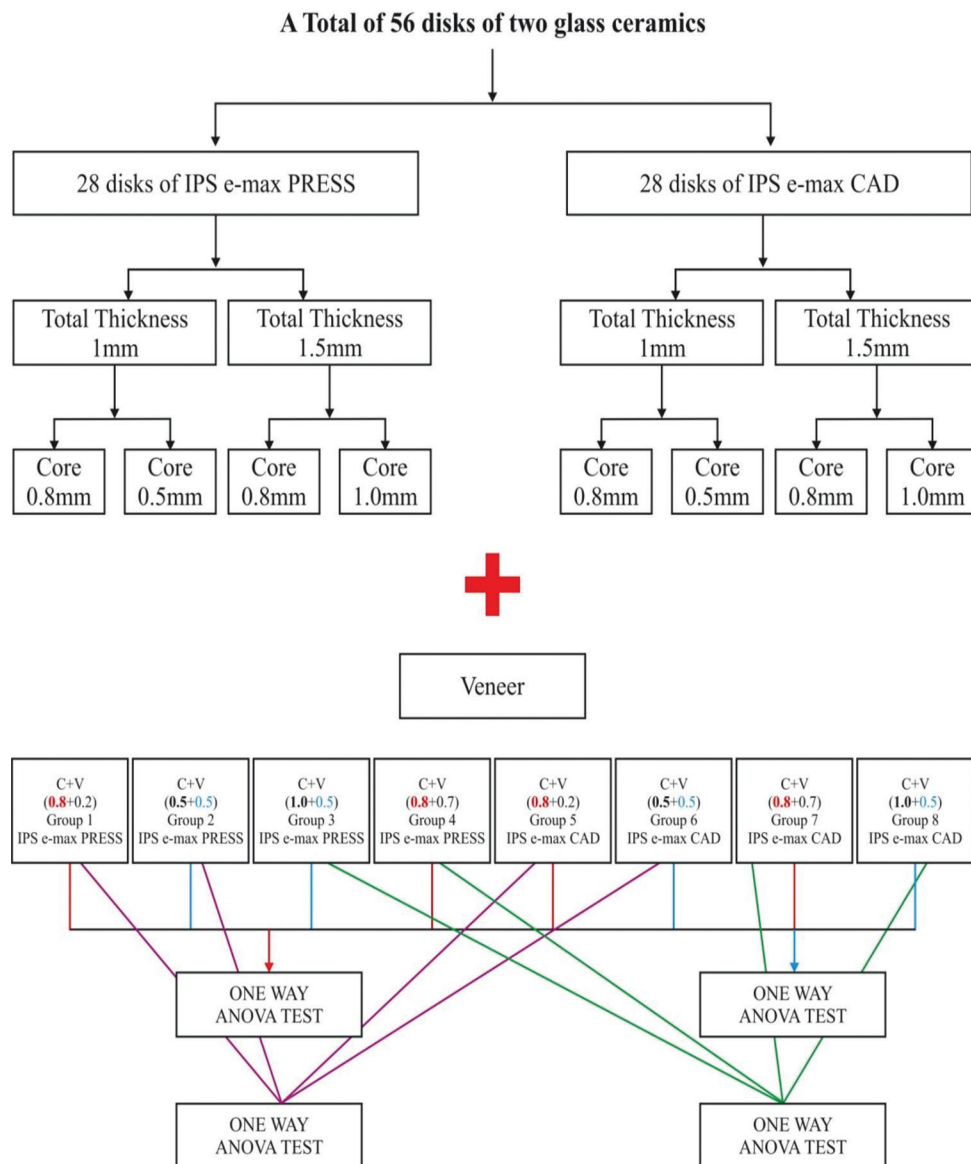 A Total of 56 disks of two glass ceramics
28 disks of IPS e-max PRESS
28 disks of IPS e-max CAD
Total Thickness
1mm
Total Thickness
1.5mm
Total Thickness
1mm
Total Thickness
1.5mm
Core
0.8mm
Core
0.5mm
Core
0.8mm
Core
1.0mm
Core
0.8mm
Core
0.5mm
Core
0.8mm
Core
1.0mm
Veneer
C+V
(0.8+0.2)
Group 1
IPS e-max PRESS
C+V
(0.5+0.5)
Group 2
IPS e-max PRESS
C+V
(1.0+0.5)
Group 3
IPS e-max PRESS
C+V
(0.8+0.7)
Group 4
IPS e-max PRESS
C+V
(0.8+0.2)
Group 5
IPS e-max CAD
C+V
(0.5+0.5)
Group 6
IPS e-max CAD
C+V
(0.8+0.7)
Group 7
IPS e-max CAD
C+V
(1.0+0.5)
Group 8
IPS e-max CAD
ONE WAY
ANOVA TEST
ONE WAY
ANOVA TEST
ONE WAY
ANOVA TEST
ONE WAY
ANOVA TEST